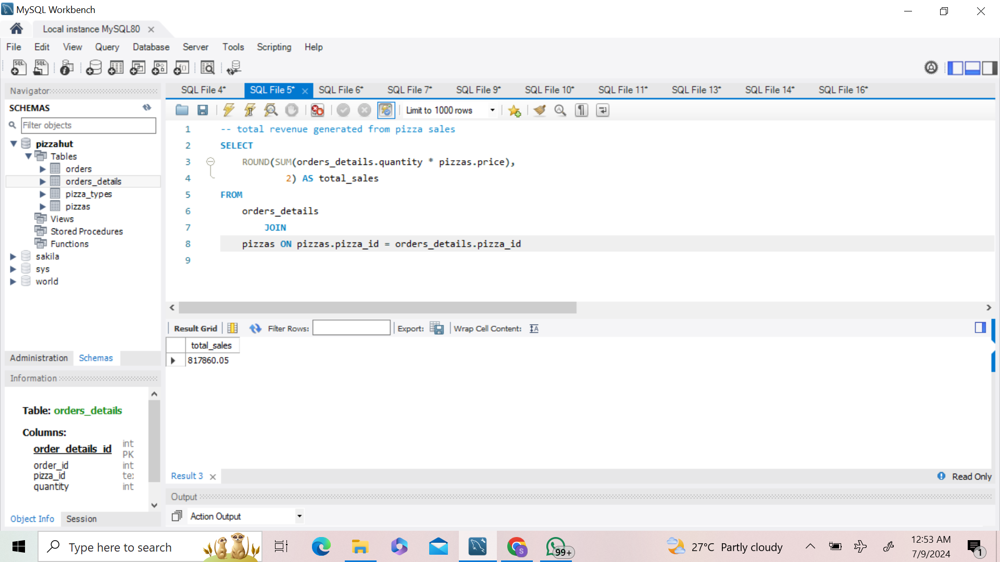 MySQL Workbench
Local instance MySQL80
File Edit View Query Database Server Tools Scripting Help
Navigator
SCHEMAS
Filter objects
pizzahut
Tables
orders
orders_details
pizza_types
pizzas
Views
Stored Procedures
Functions
sakila
sys
world
Administration Schemas
Information
Table: orders_details
Columns:
order_details_id int PK
order_id int
pizza_id
quantity int
Object Info Session
SQL File 4* SQL File 5* SQL File 6* SQL File 7* SQL File 9* SQL File 10* SQL File 11* SQL File 13* SQL File 14* SQL File 16*
Limit to 1000 rows
1 -- total revenue generated from pizza sales
2 SELECT
3 ROUND(SUM(orders_details.quantity * pizzas.price),
4 2) AS total_sales
5 FROM
6 orders_details
7 JOIN
8 pizzas ON pizzas.pizza_id = orders_details.pizza_id
9
Result Grid Filter Rows: Export: Wrap Cell Content:
total_sales
817860.05
Result 3
Read Only
Output
Action Output
Type here to search
99+
27°C Partly cloudy
12:53 AM
7/9/2024
1